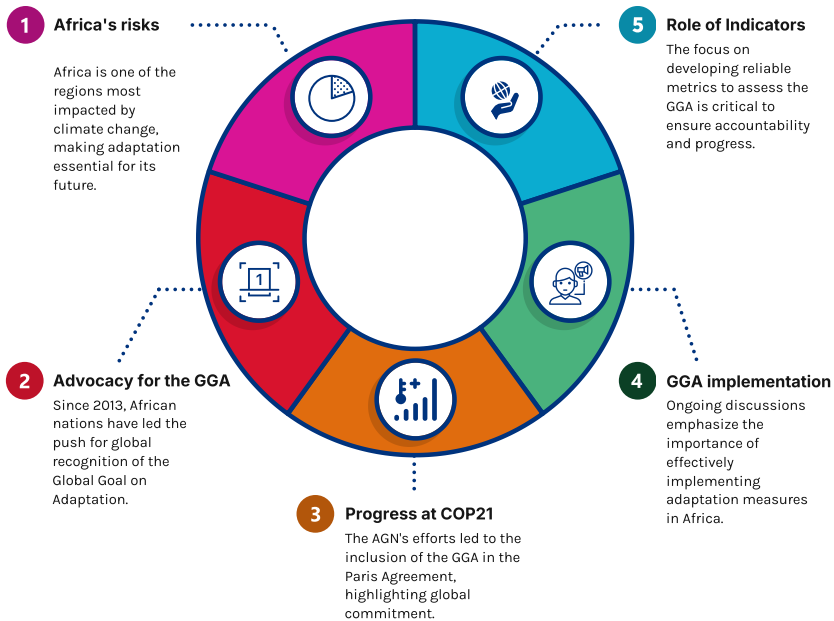 1
Africa's risks
Africa is one of the
regions most
impacted by
climate change,
making adaptation
essential for its
future.
2
Advocacy for the GGA
Since 2013, African
nations have led the
push for global
recognition of the
Global Goal on
Adaptation.
1
3
Progress at COP21
The AGN's efforts led to the
inclusion of the GGA in the
Paris Agreement,
highlighting global
commitment.
4
GGA implementation
Ongoing discussions
emphasize the
importance of
effectively
implementing
adaptation measures
in Africa.
5
Role of Indicators
The focus on
developing reliable
metrics to assess the
GGA is critical to
ensure accountability
and progress.